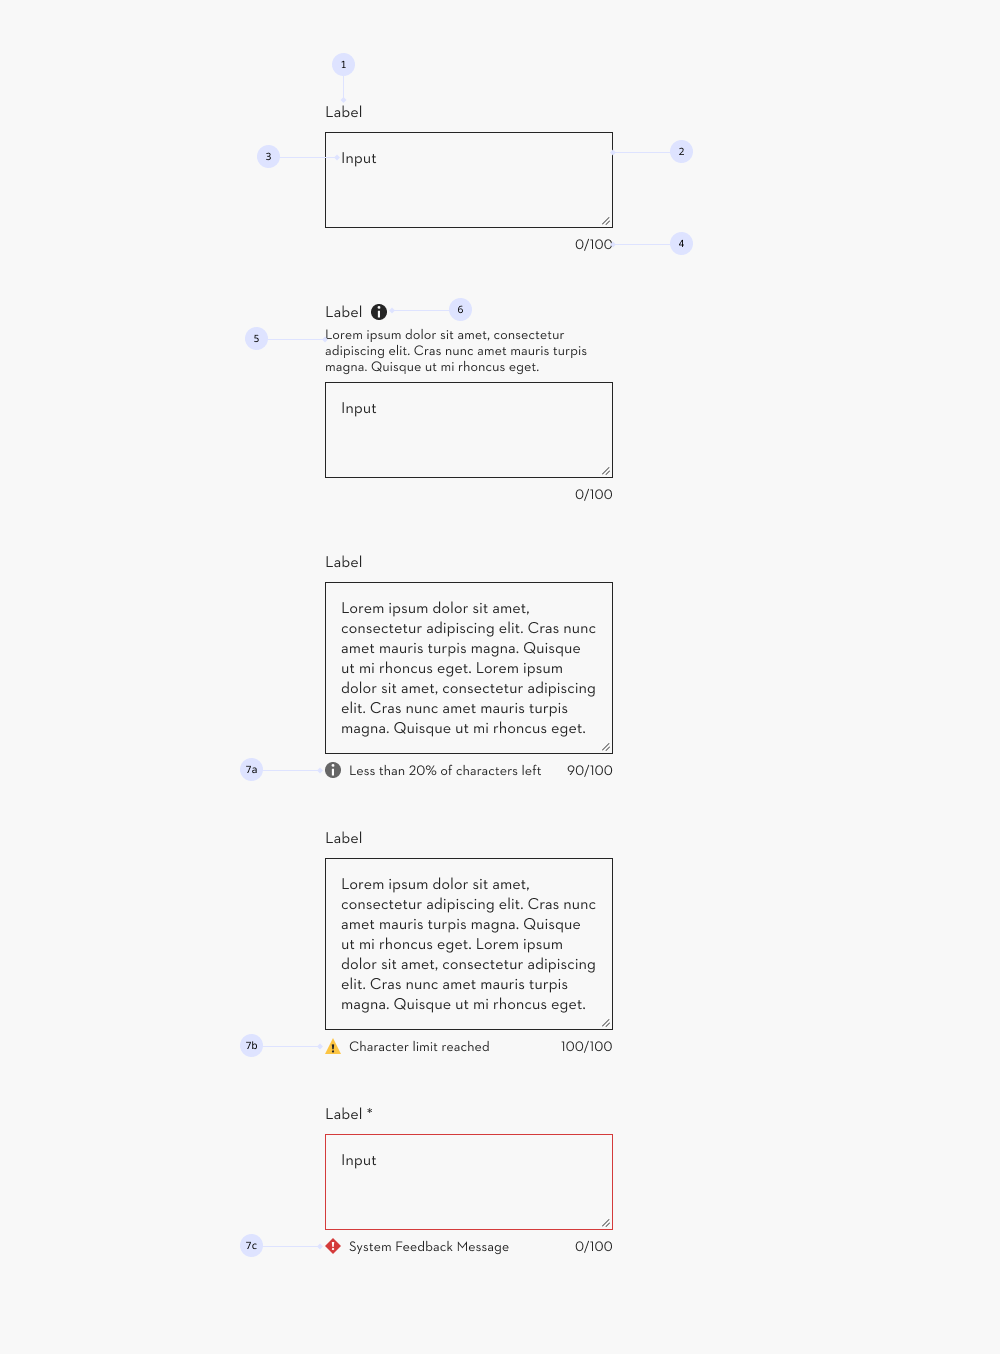 1
Label
3
Input
2
0/100
4
Label
6
5
Lorem ipsum dolor sit amet, consectetur
adipiscing elit. Cras nunc amet mauris turpis
magna. Quisque ut mi rhoncus eget.
Input
0/100
Label
Lorem ipsum dolor sit amet,
consectetur adipiscing elit. Cras nunc
amet mauris turpis magna. Quisque
ut mi rhoncus eget. Lorem ipsum
dolor sit amet, consectetur adipiscing
elit. Cras nunc amet mauris turpis
magna. Quisque ut mi rhoncus eget.
7a
Less than 20% of characters left 90/100
Label
Lorem ipsum dolor sit amet,
consectetur adipiscing elit. Cras nunc
amet mauris turpis magna. Quisque
ut mi rhoncus eget. Lorem ipsum
dolor sit amet, consectetur adipiscing
elit. Cras nunc amet mauris turpis
magna. Quisque ut mi rhoncus eget.
7b
Character limit reached 100/100
Label *
Input
7c
System Feedback Message 0/100